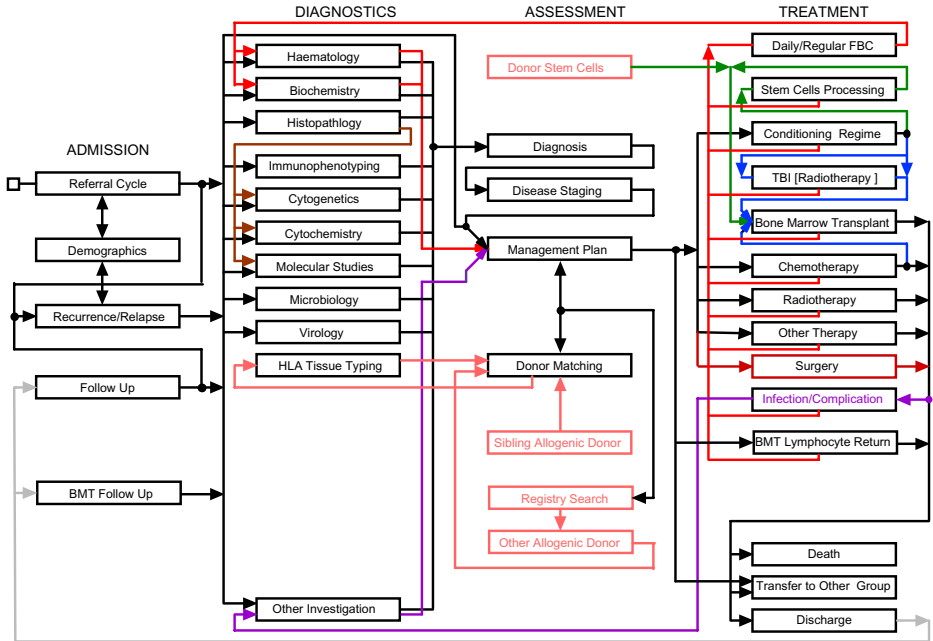 DIAGNOSTICS
ASSESSMENT
TREATMENT
ADMISSION
Referral Cycle
Demographics
Recurrence/Relapse
Follow Up
BMT Follow Up
Haematology
Biochemistry
Histopathlogy
Immunophenotyping
Cytogenetics
Cytochemistry
Molecular Studies
Microbiology
Virology
HLA Tissue Typing
Other Investigation
Donor Stem Cells
Diagnosis
Disease Staging
Management Plan
Donor Matching
Sibling Allogenic Donor
Registry Search
Other Allogenic Donor
Daily/Regular FBC
Stem Cells Processing
Conditioning Regime
TBI [Radiotherapy ]
Bone Marrow Transplant
Chemotherapy
Radiotherapy
Other Therapy
Surgery
Infection/Complication
BMT Lymphocyte Return
Death
Transfer to Other Group
Discharge